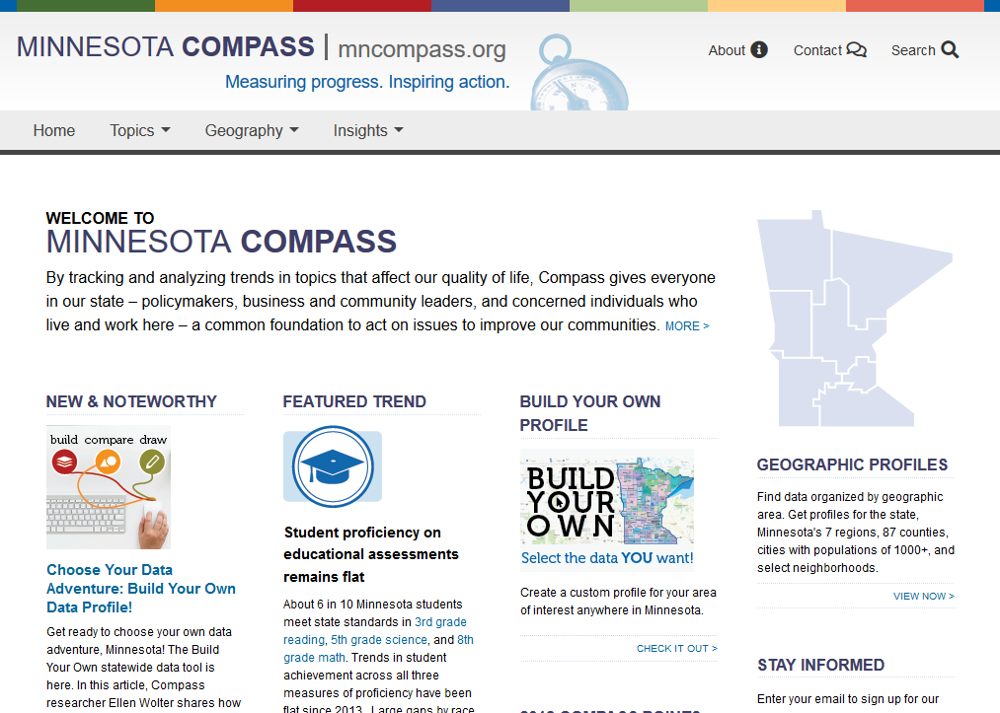 MINNESOTA COMPASS | mncompass.org
Measuring progress. Inspiring action.
About
Contact
Search
Home
Topics
Geography
Insights
WELCOME TO
MINNESOTA COMPASS
By tracking and analyzing trends in topics that affect our quality of life, Compass gives everyone
in our state – policymakers, business and community leaders, and concerned individuals who
live and work here – a common foundation to act on issues to improve our communities. MORE >
NEW & NOTEWORTHY
build compare draw
Choose Your Data
Adventure: Build Your Own
Data Profile!
Get ready to choose your own data
adventure, Minnesota! The Build
Your Own statewide data tool is
here. In this article, Compass
researcher Ellen Wolter shares how
FEATURED TREND
Student proficiency on
educational assessments
remains flat
About 6 in 10 Minnesota students
meet state standards in 3rd grade
reading, 5th grade science, and 8th
grade math. Trends in student
achievement across all three
measures of proficiency have been
flat since 2013. Large gaps by race
BUILD YOUR OWN
PROFILE
BUILD
YOUR
OWN
Select the data YOU want!
Create a custom profile for your area
of interest anywhere in Minnesota.
CHECK IT OUT >
GEOGRAPHIC PROFILES
Find data organized by geographic
area. Get profiles for the state,
Minnesota's 7 regions, 87 counties,
cities with populations of 1000+, and
select neighborhoods.
VIEW NOW >
STAY INFORMED
Enter your email to sign up for our